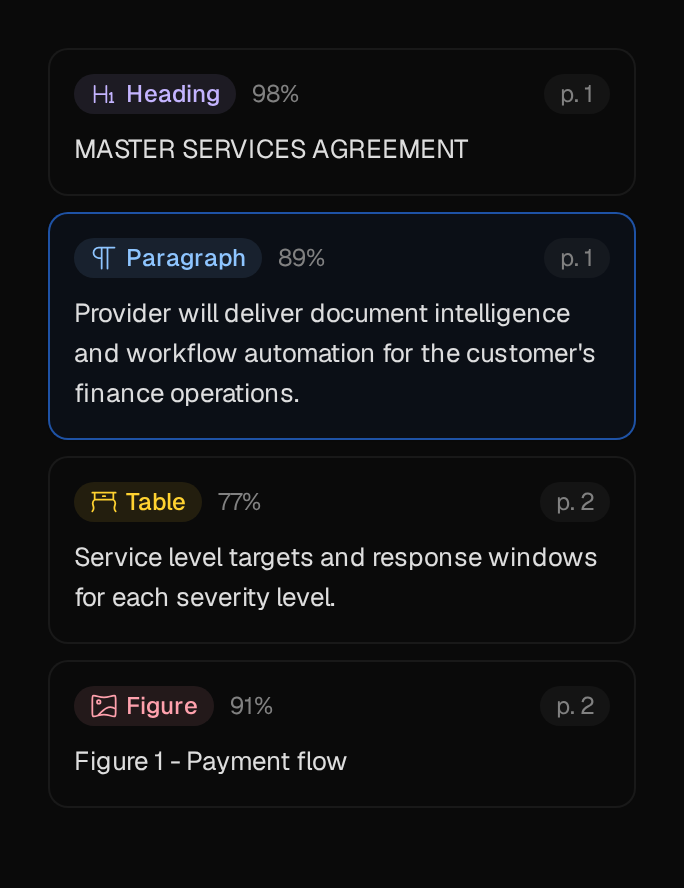 H1 Heading 98% p. 1
MASTER SERVICES AGREEMENT
Paragraph 89% p. 1
Provider will deliver document intelligence
and workflow automation for the customer's
finance operations.
Table 77% p. 2
Service level targets and response windows
for each severity level.
Figure 91% p. 2
Figure 1 - Payment flow